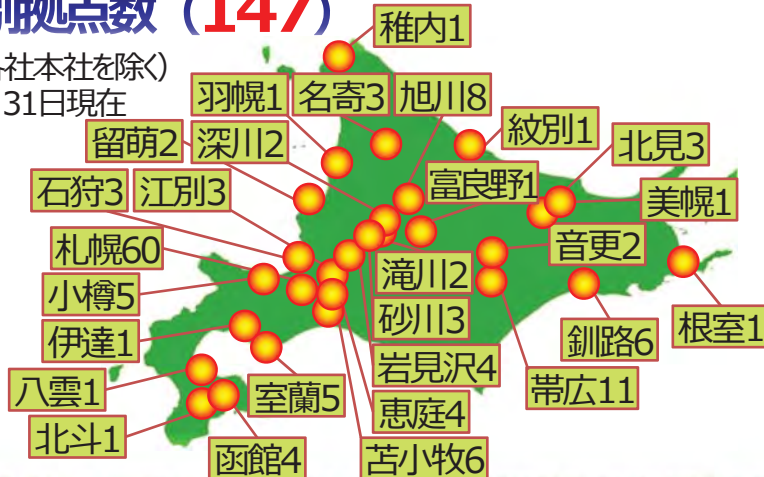 別拠点数（147）
各社本社を除く）
31日現在
稚内1
羽幌1
名寄3
旭川8
紋別1
留萌2
深川2
北見3
石狩3
江別3
富良野1
美幌1
札幌60
音更2
小樽5
滝川2
伊達1
砂川3
釧路6
根室1
岩見沢4
八雲1
室蘭5
帯広11
恵庭4
北斗1
函館4
苫小牧6